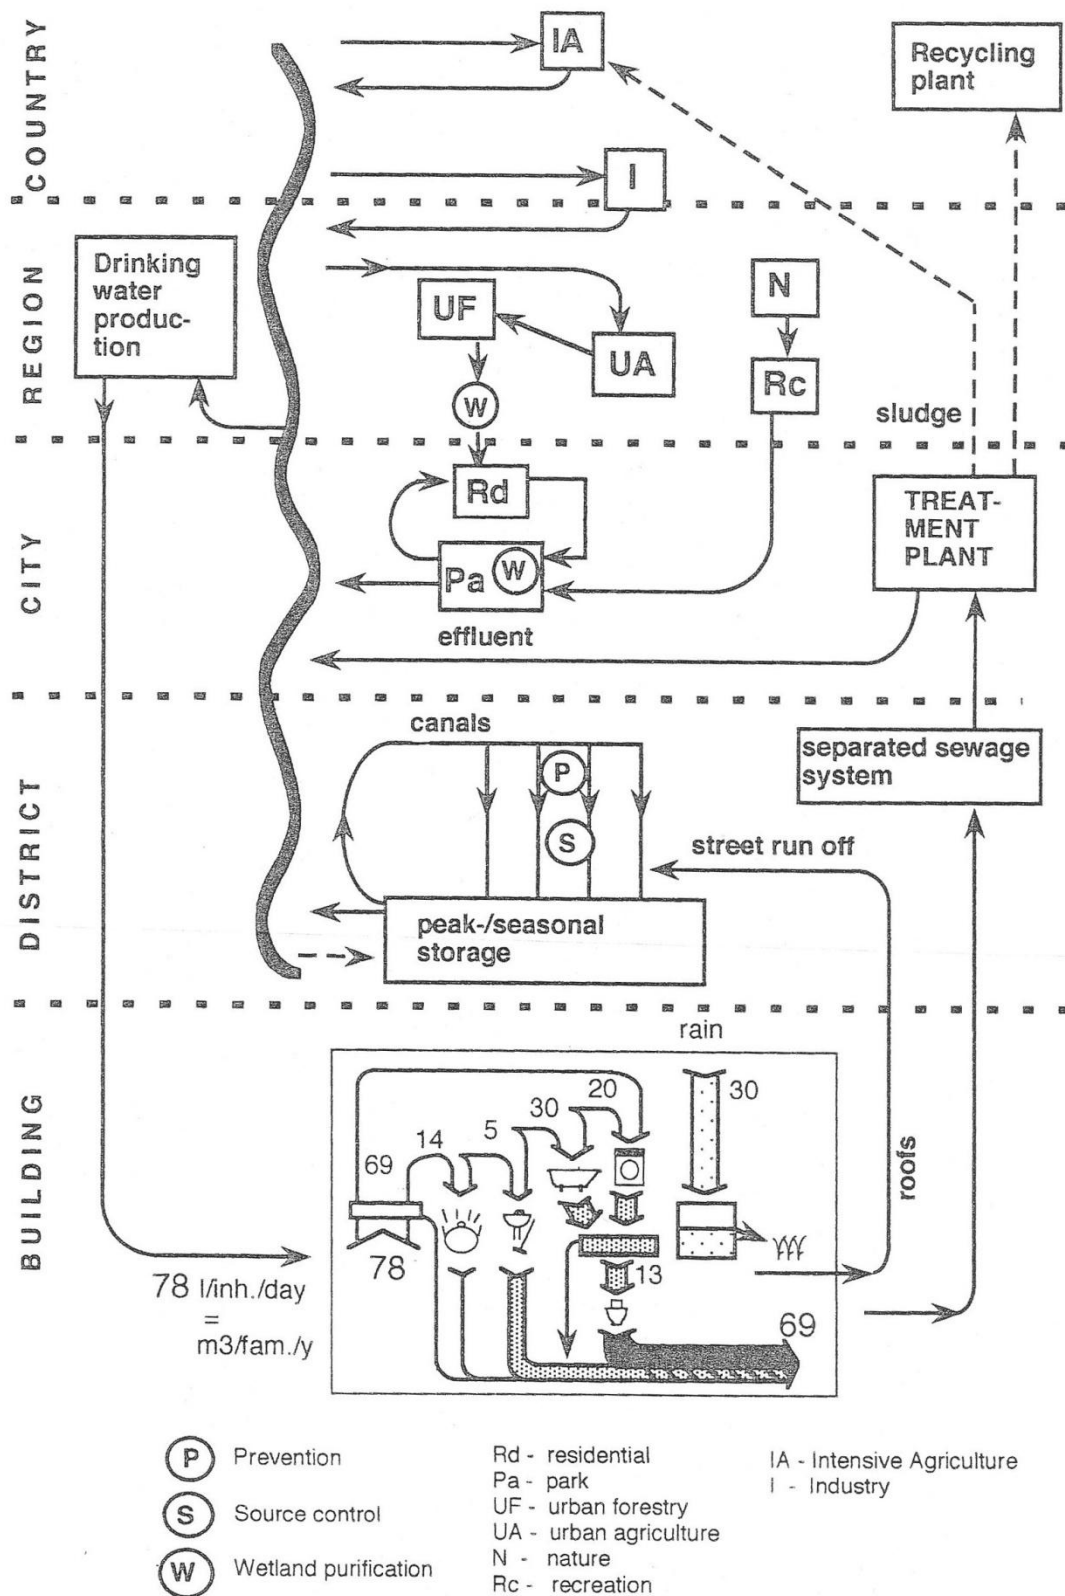 COUNTRY
IA
Recycling
plant
I
REGION
Drinking
water
produc-
tion
UF
UA
N
Rc
W
sludge
CITY
Rd
Pa
W
TREAT-
MENT
PLANT
effluent
DISTRICT
canals
P
S
separated sewage
system
street run off
peak-/seasonal
storage
BUILDING
rain
roofs
69
14
5
30
20
30
78
13
69
78 l/inh./day
=
m3/fam./y
P Prevention
S Source control
W Wetland purification
Rd - residential
Pa - park
UF - urban forestry
UA - urban agriculture
N - nature
Rc - recreation
IA - Intensive Agriculture
I - Industry